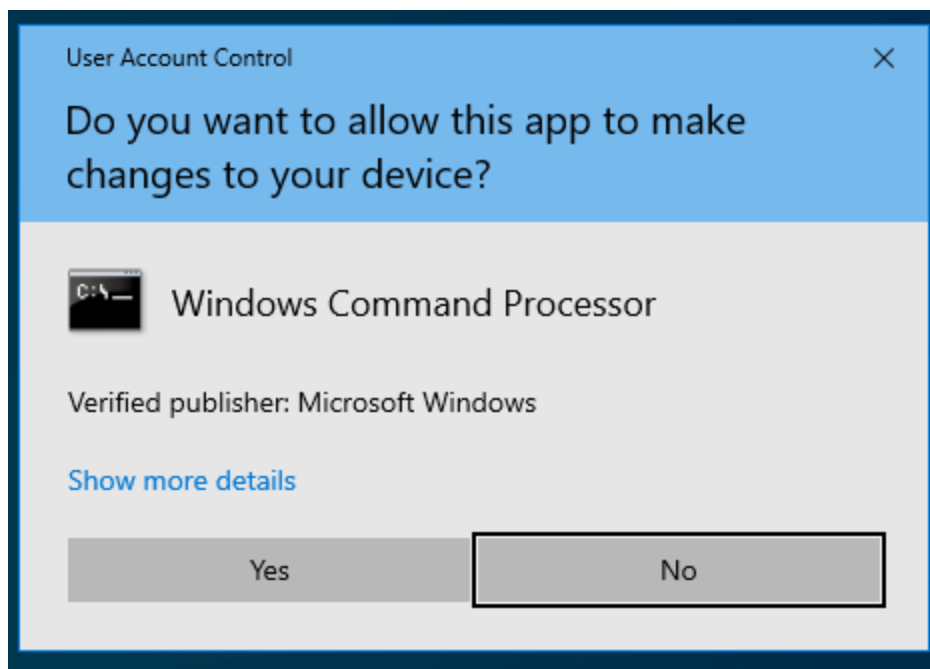 User Account Control
Do you want to allow this app to make
changes to your device?
C:\_
Windows Command Processor
Verified publisher: Microsoft Windows
Show more details
Yes
No